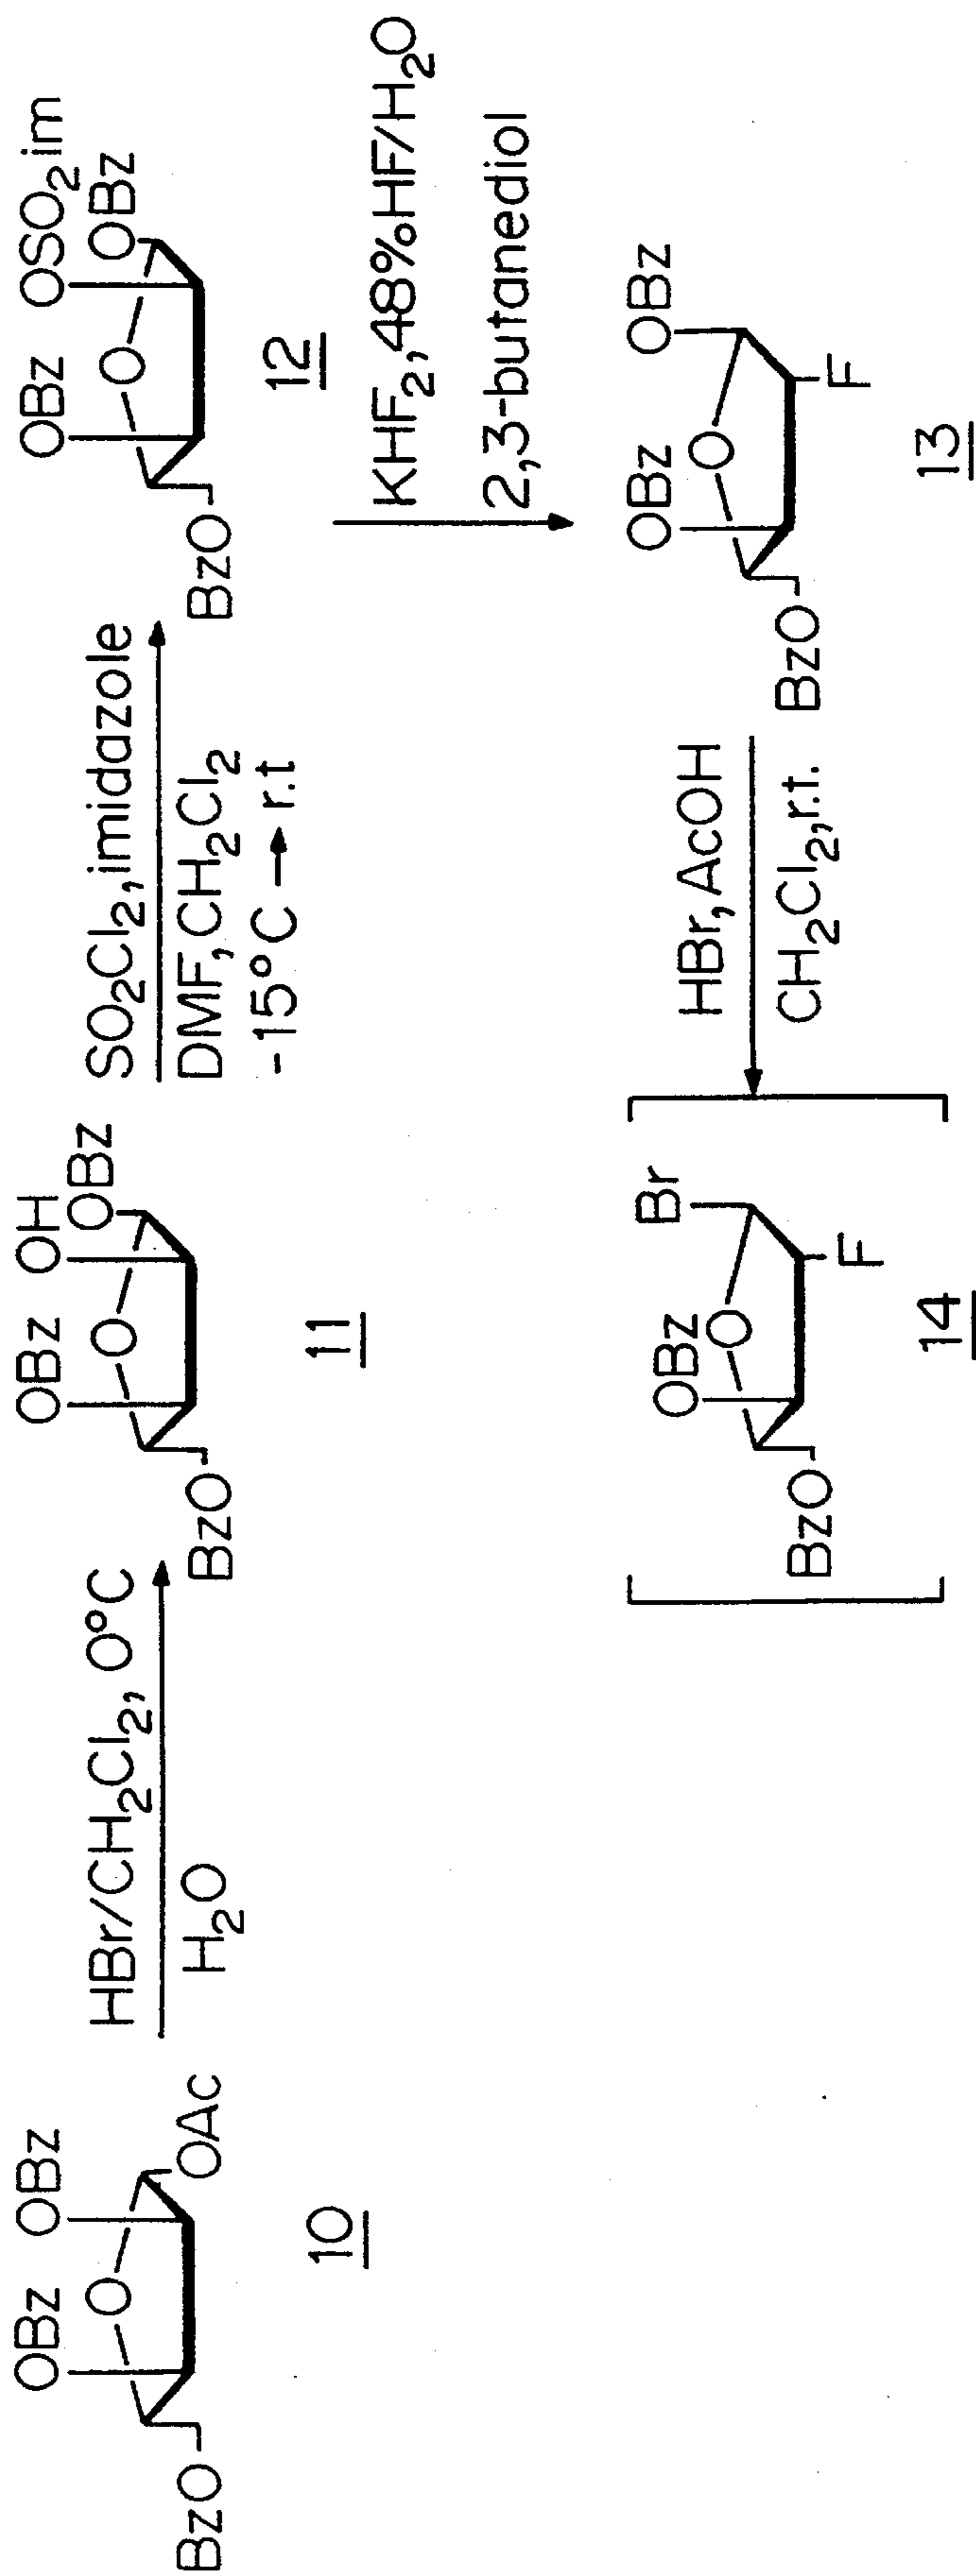 OBz OBz
O
BzO OAc
10
HBr/CH2Cl2, 0°C
H2O
OBz OH
O OBz
BzO
11
SO2Cl2, imidazole
DMF, CH2Cl2
-15°C → r.t
OBz OSO2im
O OBz
BzO
12
KHF2, 48%HF/H2O
2,3-butanediol
OBz OBz
O
BzO F
13
HBr, AcOH
CH2Cl2, r.t.
OBz Br
O
BzO F
14